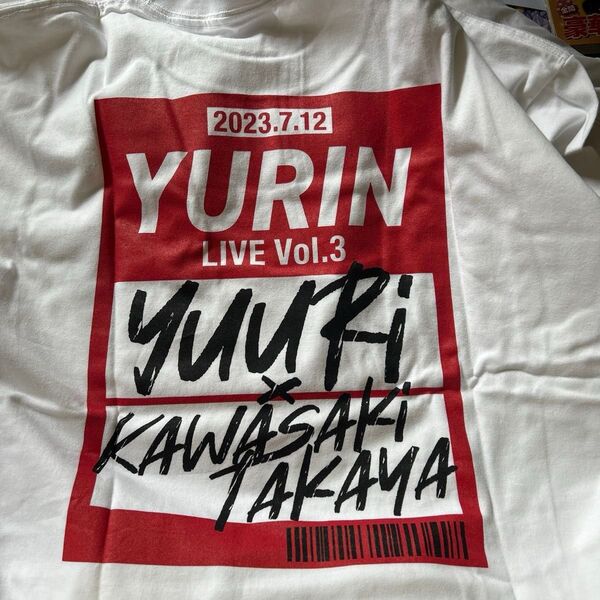 2023.7.12
YURIN
LIVE Vol.3
YUURi
×
KAWASAKi
TAKAYA